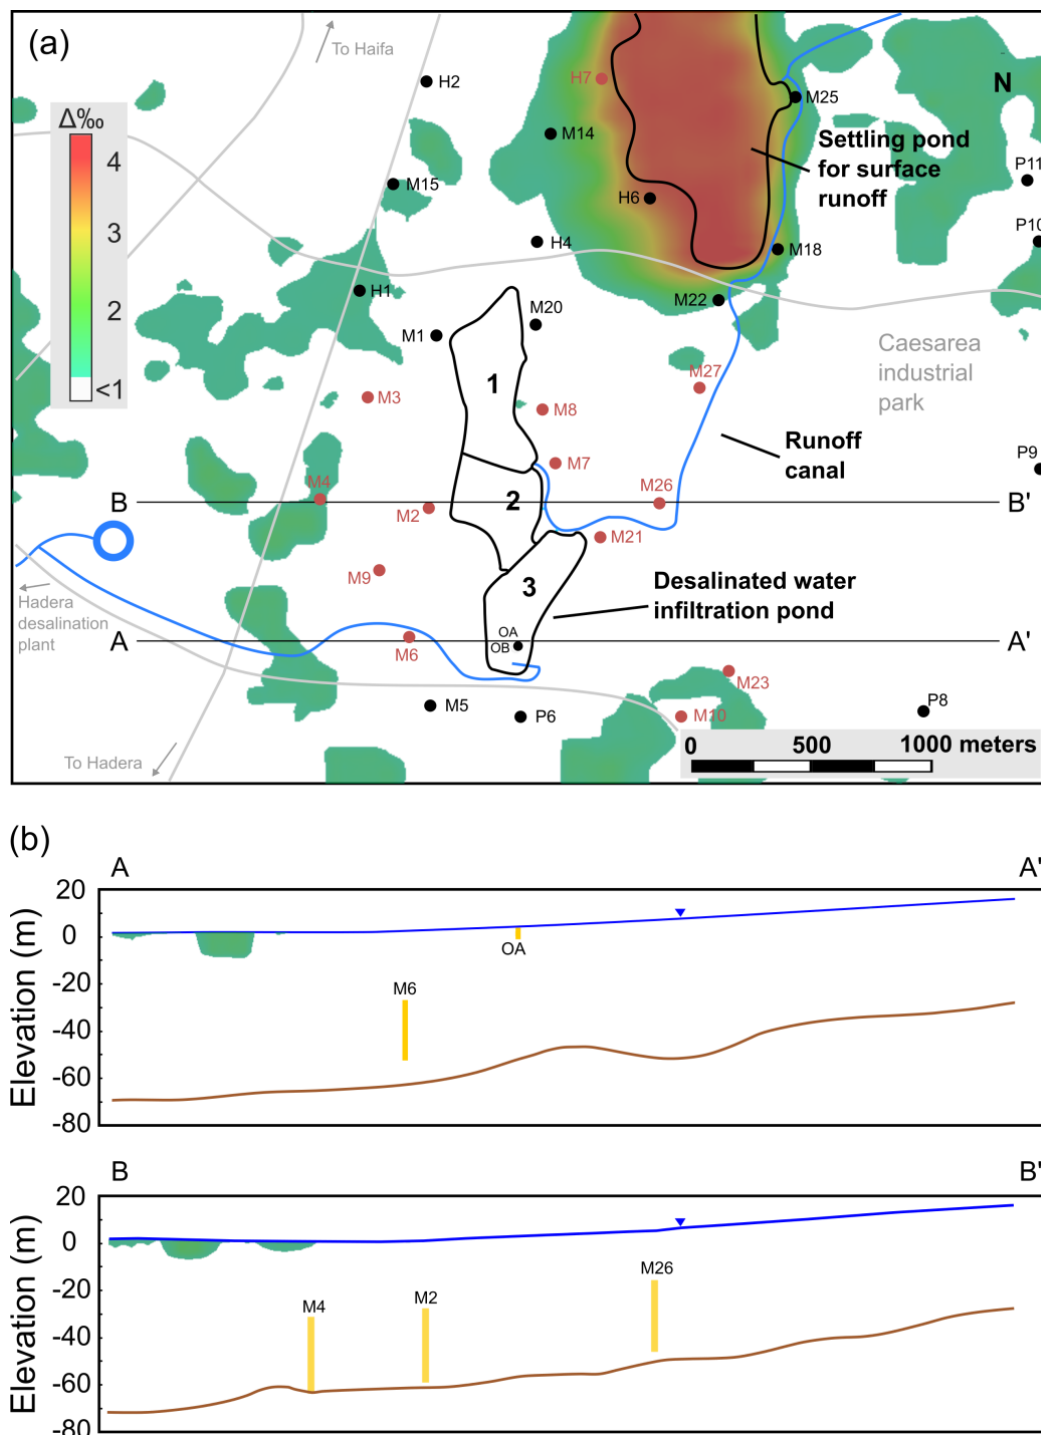 (a)
To Haifa
H2
H7
M25
N
Δ‰
4
3
2
<1
M14
Settling pond
for surface
runoff
P11
M15
H6
P10
H4
M18
H1
M22
M20
M1
Caesarea
industrial
park
M27
1
M3
M8
Runoff
canal
M7
P9
M4
M26
B
2
B'
M2
M21
M9
3
Desalinated water
infiltration pond
Hadera
desalination
plant
OA
OB
A
A'
M6
M23
M5
P6
M10
P8
0
500
1000 meters
To Hadera
(b)
A
A'
20
0
-20
-40
-60
-80
Elevation (m)
OA
M6
B
B'
20
0
-20
-40
-60
-80
Elevation (m)
M4
M2
M26